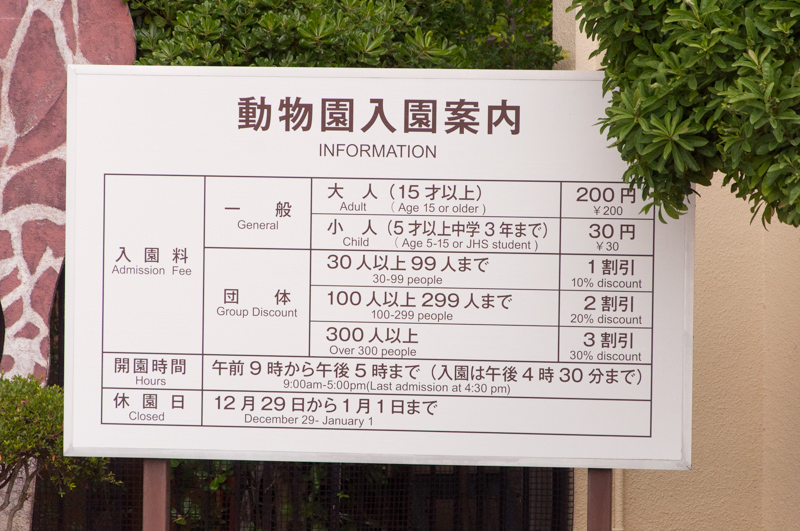 動物園入園案内
INFORMATION
入園料
Admission Fee
一般
General
大人（15才以上）
Adult （Age 15 or older）
200円
￥200
小人（5才以上中学3年まで）
Child （Age 5-15 or JHS student）
30円
￥30
団体
Group Discount
30人以上99人まで
30-99 people
1割引
10% discount
100人以上299人まで
100-299 people
2割引
20% discount
300人以上
Over 300 people
3割引
30% discount
開園時間
Hours
午前9時から午後5時まで（入園は午後4時30分まで）
9:00am-5:00pm(Last admission at 4:30 pm)
休園日
Closed
12月29日から1月1日まで
December 29- January 1